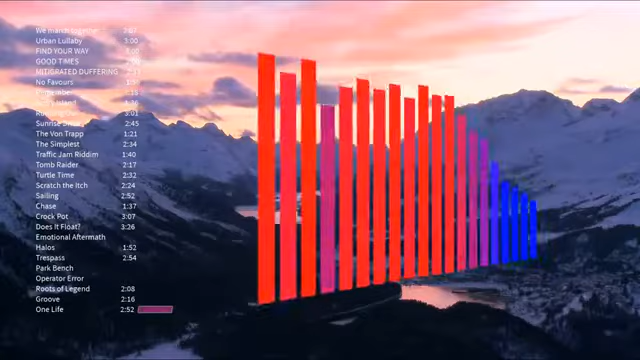 We march together 3:07
Urban Lullaby 3:00
FIND YOUR WAY
GOOD TIMES
MITIGRATED DUFFERING
No Favours
Island
Sunrise 2:45
The Von Trapp 1:21
The Simplest 2:34
Traffic Jam Riddim 1:40
Tomb Raider 2:17
Turtle Time 2:32
Scratch the Itch 2:24
Sailing 2:52
Chase 1:37
Crock Pot 3:07
Does It Float? 3:26
Emotional Aftermath
Halos 1:52
Trespass 2:54
Park Bench
Operator Error
Roots of Legend 2:08
Groove 2:16
One Life 2:52